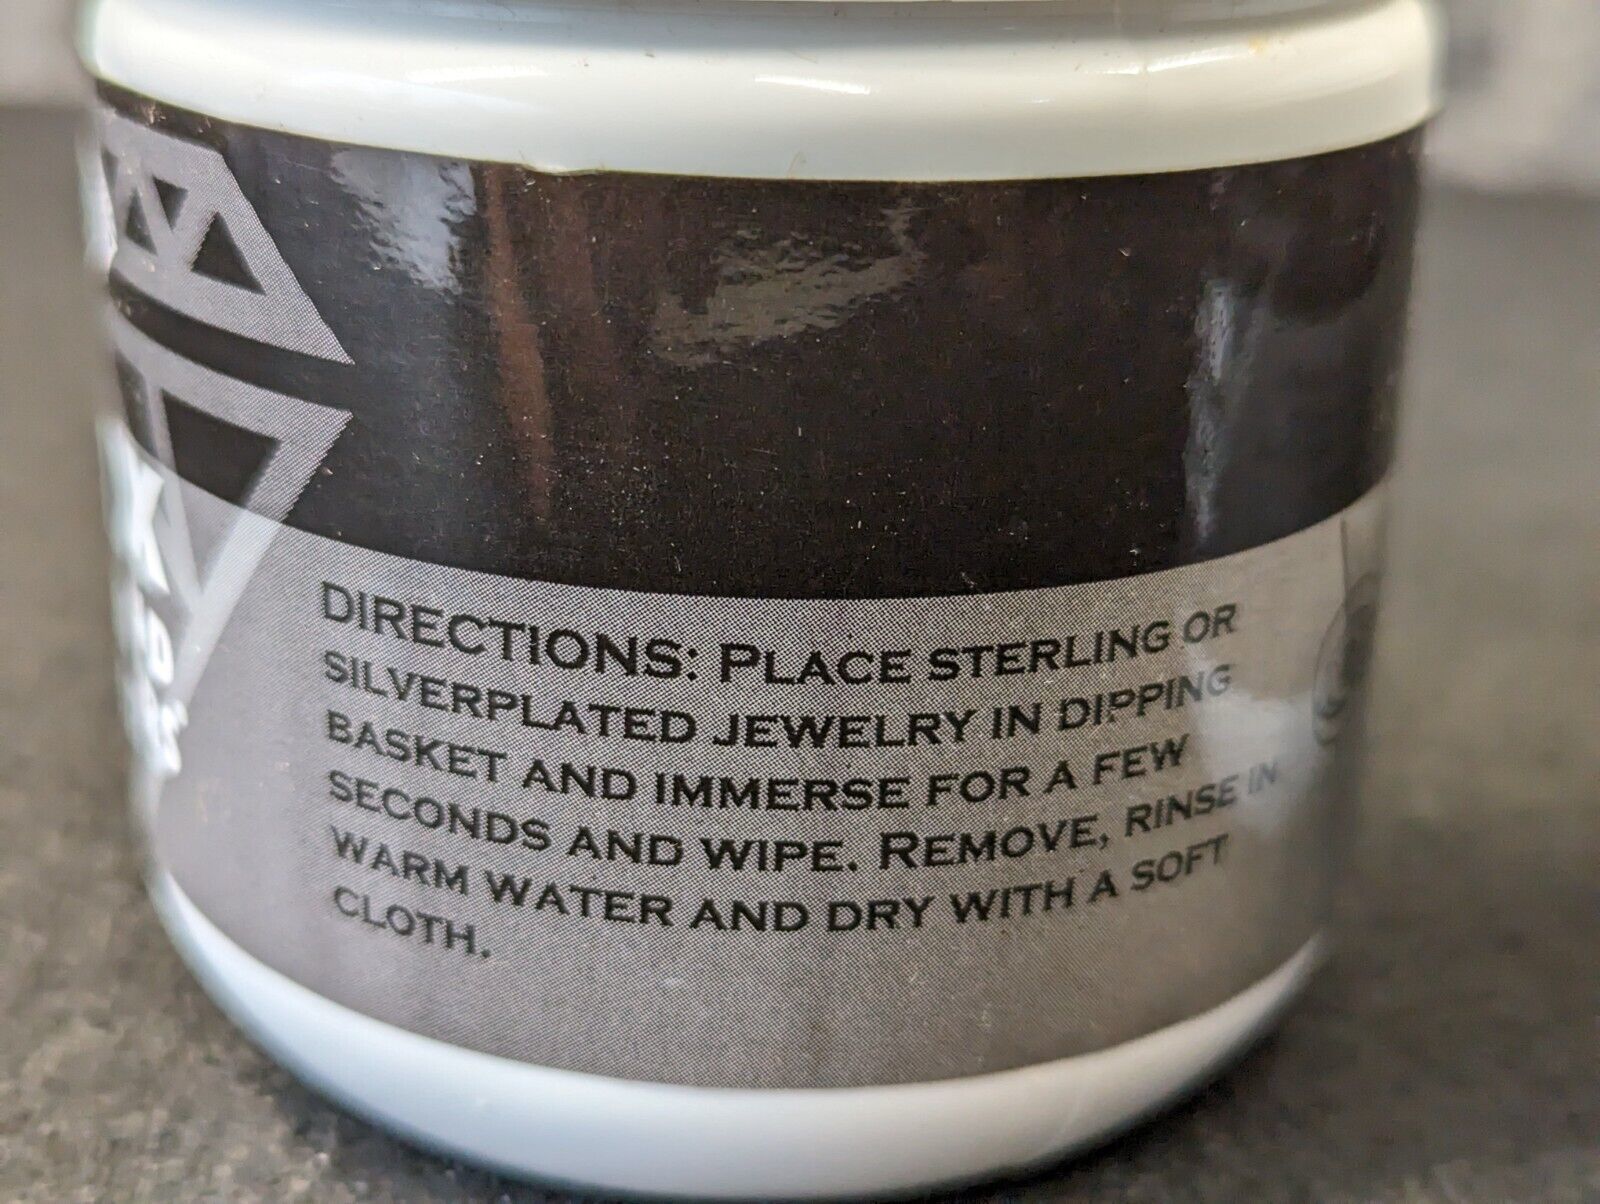 DIRECTIONS: PLACE STERLING OR
SILVERPLATED JEWELRY IN DIPPING
BASKET AND IMMERSE FOR A FEW
SECONDS AND WIPE. REMOVE, RINSE IN
WARM WATER AND DRY WITH A SOFT
CLOTH.